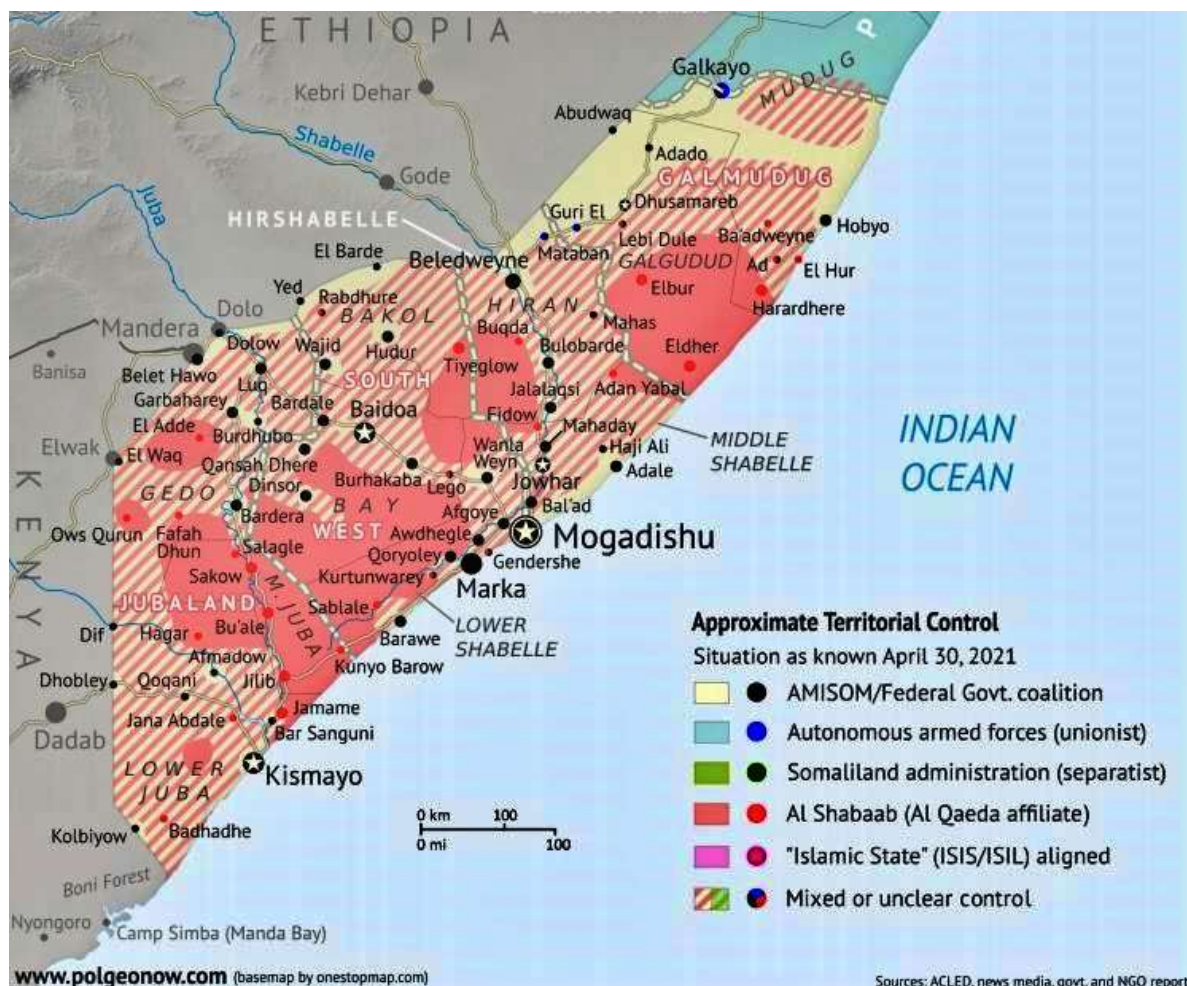 ETHIOPIA
P
Galkayo
MUDUG
Kebri Dehar
Abudwaq
Shabelle
Adado
Juba
Gode
GALMUDUG
Dhusamareb
Guri El
HIRSHABELLE
Hobyo
Lebi Dule
Ba'adweyne
Mataban
El Barde
Beledweyne
GALGUDUD
Ad
El Hur
Yed
Elbur
Rabdhure
HIRAN
Harardhere
Dolo
BAKOL
Mahas
Mandera
Buqda
Dolow
Wajid
Hudur
Bulobarde
Banisa
Tiyeglow
Eldher
Belet Hawo
Luq
SOUTH
Jalalaqsi
Adan Yabal
Garbaharey
Bardale
Baidoa
Fidow
El Adde
Mahaday
INDIAN
OCEAN
Burdhubo
Elwak
Wanla
Weyn
Haji Ali
MIDDLE
SHABELLE
El Waq
Qansah Dhere
Adale
Burhakaba
Lego
Jowhar
Dinsor
GEDO
BAY
Bal'ad
Bardera
Afgoye
KENYA
Ows Qurun
Fafah
Dhun
WEST
Awdhegle
Mogadishu
Salagle
Qoryoley
Gendershe
Sakow
Kurtunwarey
Marka
M. JUBA
JUBALAND
Sablale
Bu'ale
Barawe
LOWER
SHABELLE
Dif
Hagar
Afmadow
Kunyo Barow
Dhobley
Qoqani
Jilib
Jamame
Jana Abdale
Bar Sanguni
Dadab
LOWER
JUBA
Kismayo
Kolbiyow
Badhadhe
0 km 100
0 mi 100
Boni Forest
Nyongoro
Camp Simba (Manda Bay)
Approximate Territorial Control
Situation as known April 30, 2021
AMISOM/Federal Govt. coalition
Autonomous armed forces (unionist)
Somaliland administration (separatist)
Al Shabaab (Al Qaeda affiliate)
"Islamic State" (ISIS/ISIL) aligned
Mixed or unclear control
www.polgeonow.com (basemap by onestopmap.com)
Sources: ACLED, news media, govt. and NGO report